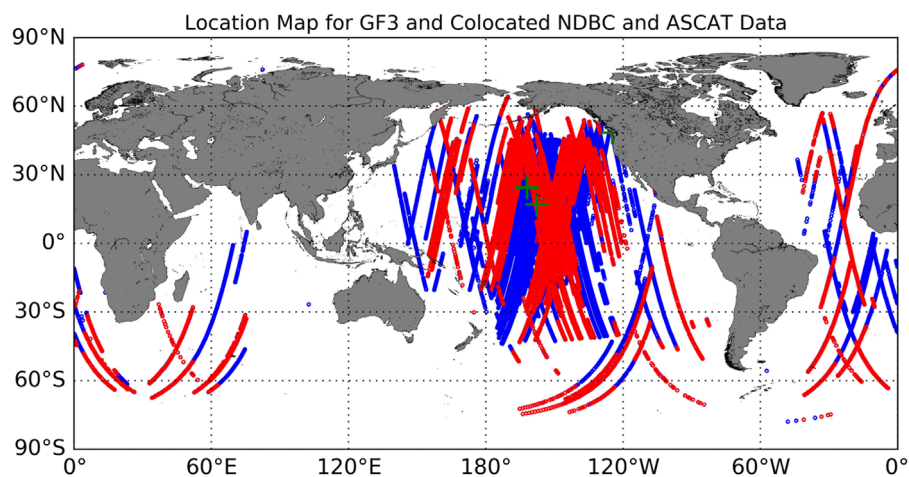 Location Map for GF3 and Colocated NDBC and ASCAT Data
90°N
60°N
30°N
0°
30°S
60°S
90°S
0° 60°E 120°E 180° 120°W 60°W 0°